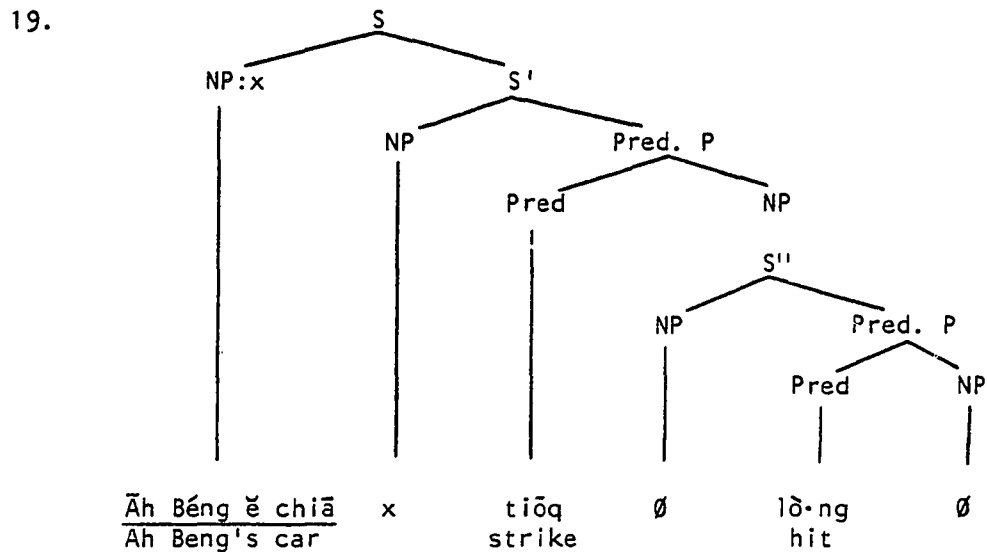 19.
S
NP:x S'
NP Pred. P
Pred NP
S''
NP Pred. P
Pred NP
Āh Béng ĕ chiā x tiōq ø lò·ng ø
Ah Beng's car strike hit